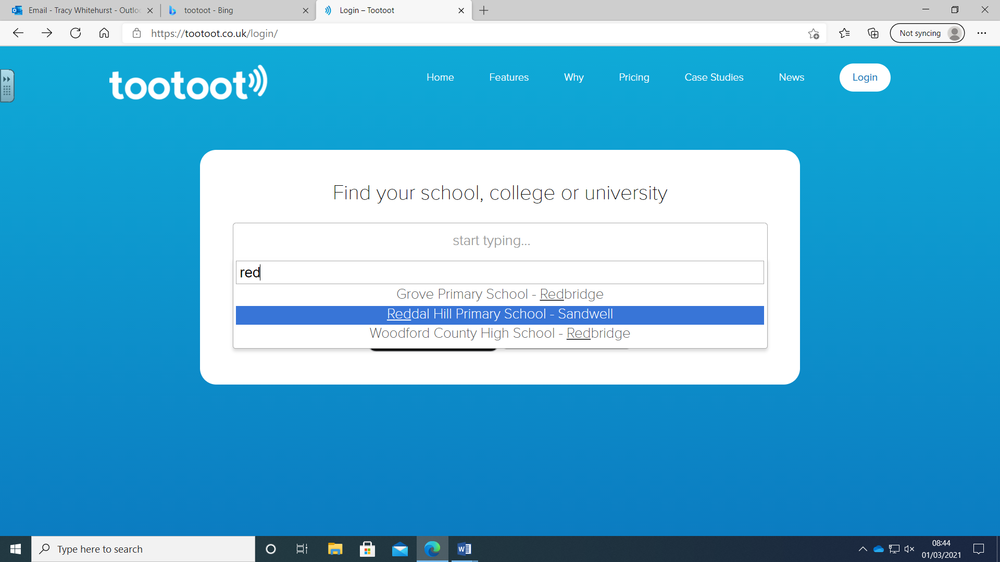 Email - Tracy Whitehurst - Outlo
tootoot - Bing
Login – Tootoot
https://tootoot.co.uk/login/
Not syncing
tootoot
Home
Features
Why
Pricing
Case Studies
News
Login
Find your school, college or university
start typing...
red
Grove Primary School - Redbridge
Reddal Hill Primary School - Sandwell
Woodford County High School - Redbridge
Type here to search
08:44
01/03/2021